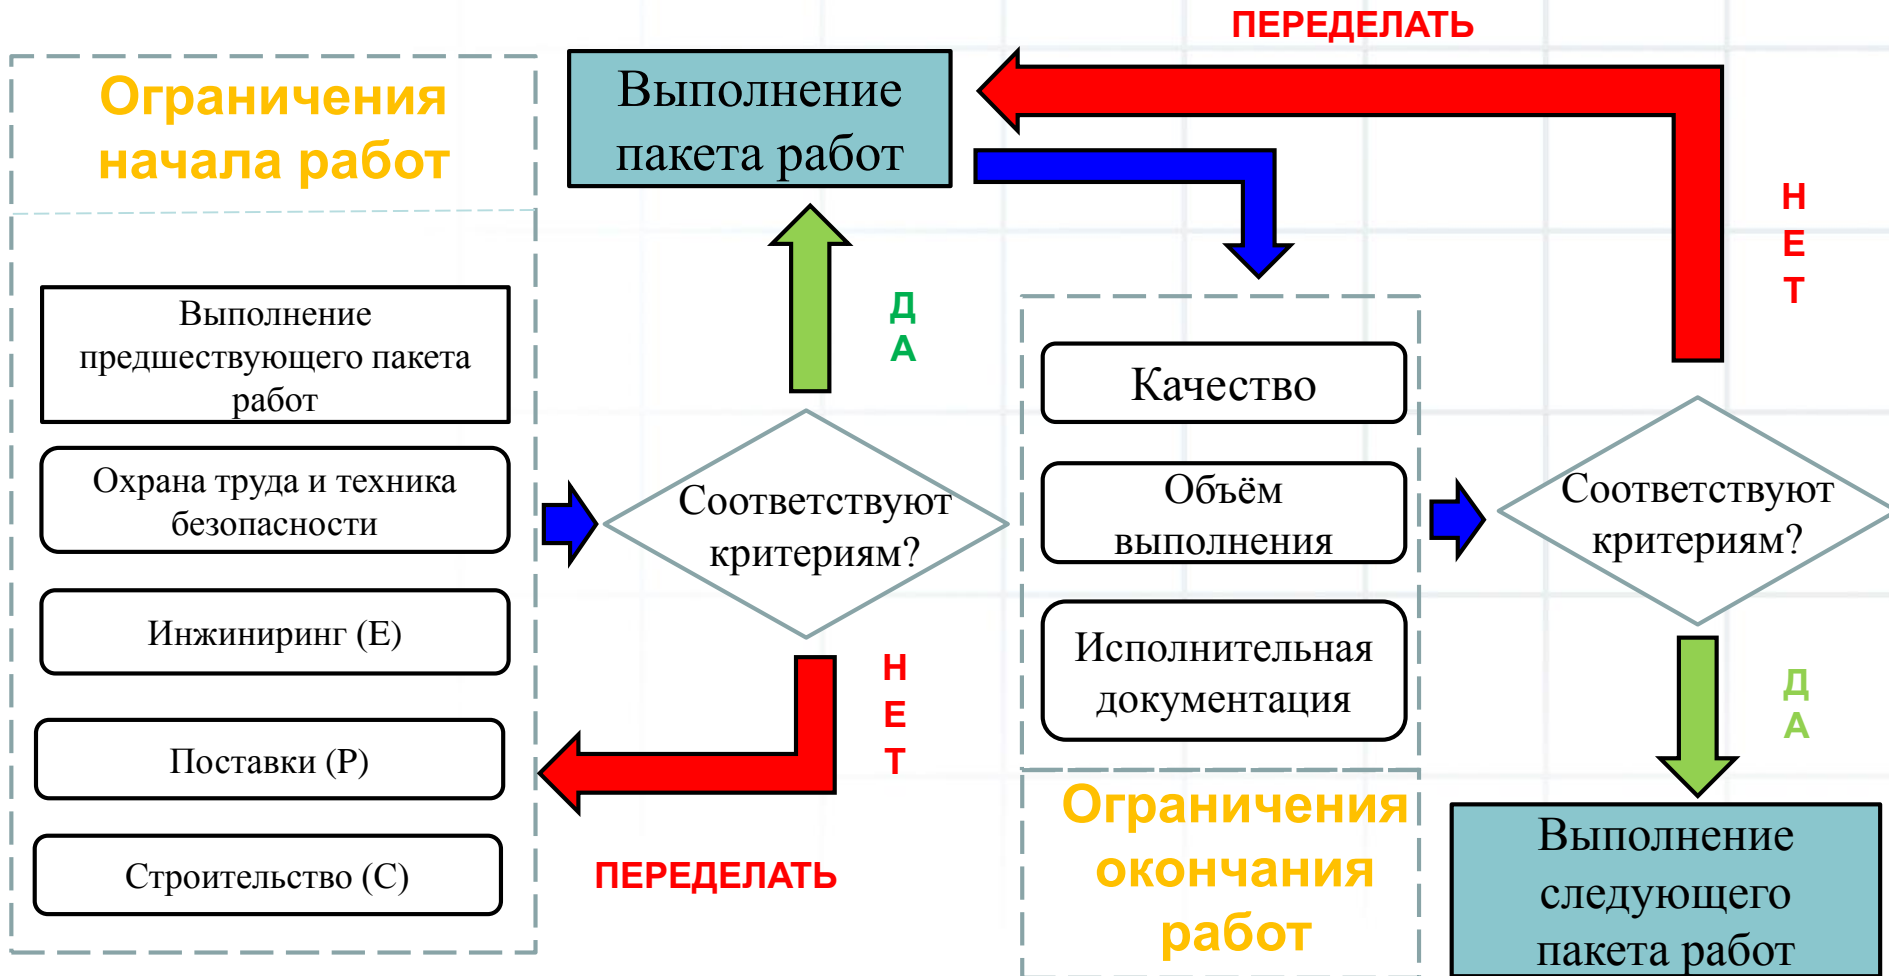 ПЕРЕДЕЛАТЬ
Ограничения
начала работ
Выполнение
пакета работ
Н
Е
Т
Выполнение
предшествующего пакета
работ
Д
А
Качество
Охрана труда и техника
безопасности
Соответствуют
критериям?
Объём
выполнения
Соответствуют
критериям?
Инжиниринг (E)
Исполнительная
документация
Н
Е
Т
Д
А
Поставки (P)
Строительство (C)
ПЕРЕДЕЛАТЬ
Ограничения
окончания
работ
Выполнение
следующего
пакета работ